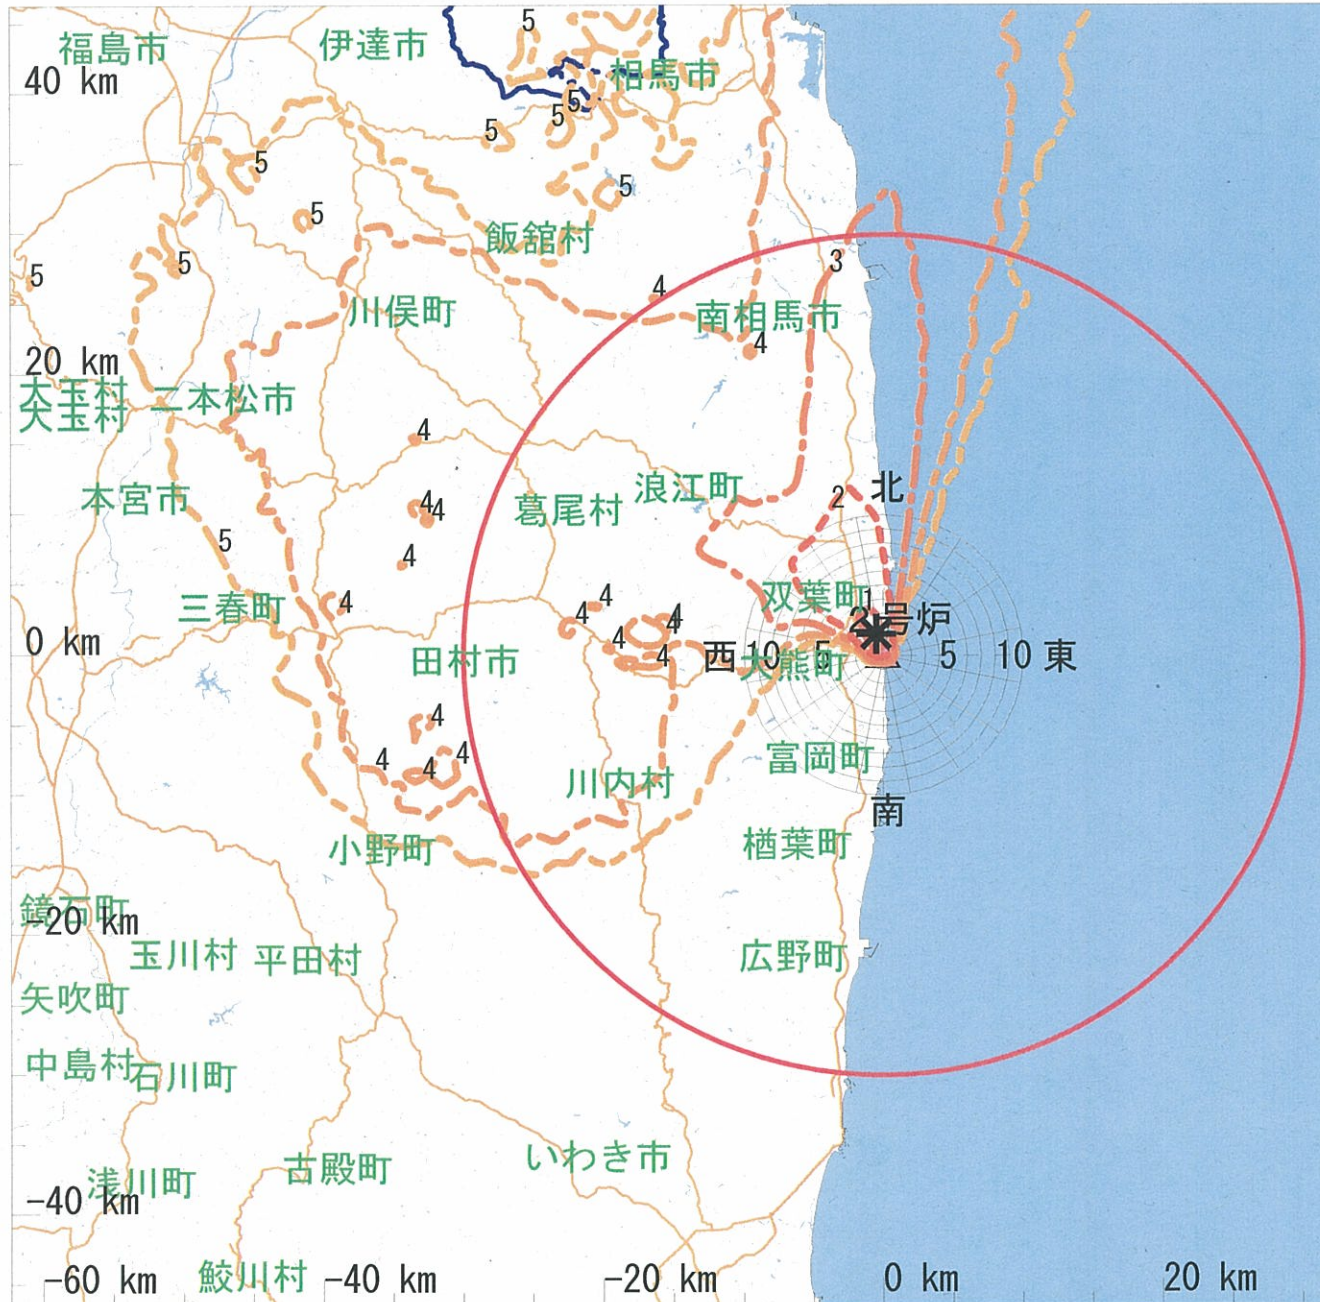 福島市
伊達市
5
相馬市
40 km
5
5
5
5
5
5
飯舘村
5
3
5
4
川俣町
南相馬市
4
20 km
大玉村
二本松市
大玉村
4
浪江町
2
北
本宮市
4
4
葛尾村
5
4
双葉町
1
三春町
4
4
4
4
2号炉
0 km
4
田村市
4
西
10
5
大熊町
5
10
東
4
4
4
4
富岡町
川内村
南
小野町
楢葉町
鏡石町
-20 km
玉川村
平田村
広野町
矢吹町
中島村
石川町
いわき市
古殿町
浅川町
-40 km
-60 km
鮫川村
-40 km
-20 km
0 km
20 km